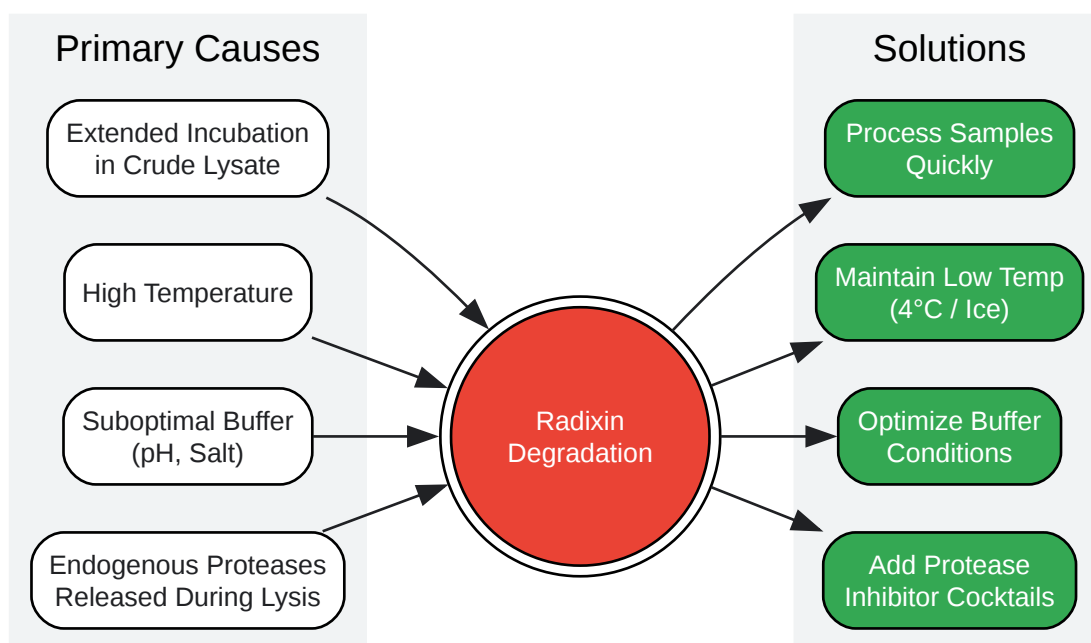 Primary Causes
Extended Incubation
in Crude Lysate
High Temperature
Suboptimal Buffer
(pH, Salt)
Endogenous Proteases
Released During Lysis
Radixin
Degradation
Solutions
Process Samples
Quickly
Maintain Low Temp
(4°C / Ice)
Optimize Buffer
Conditions
Add Protease
Inhibitor Cocktails